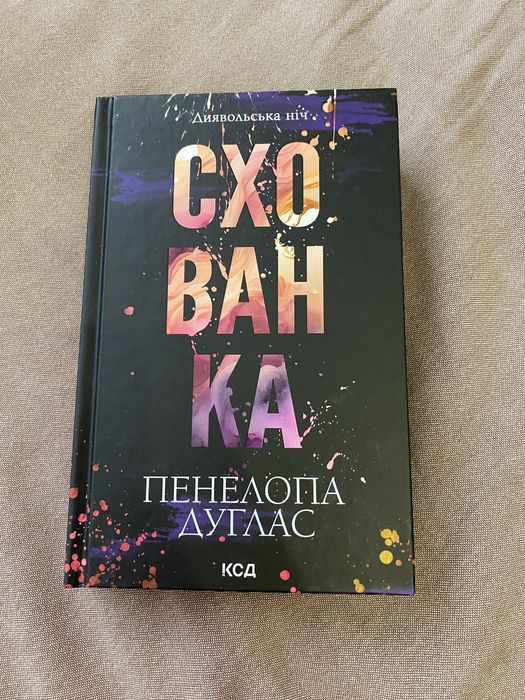 Диявольська ніч
СХО
ВАН
КА
ПЕНЕЛОПА
ДУГЛАС
КСД